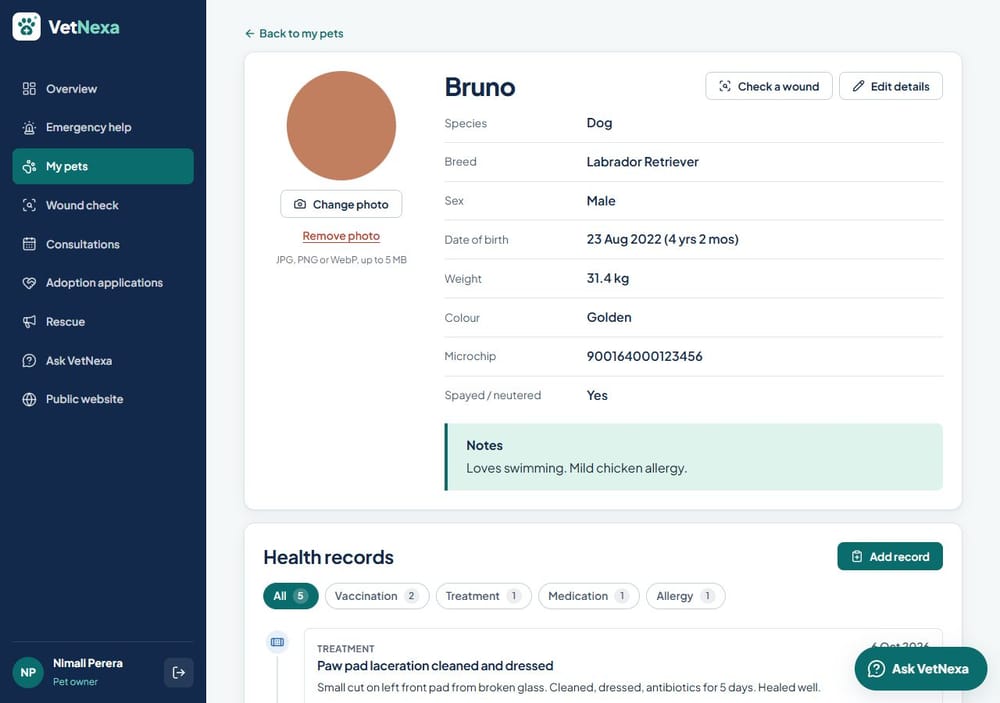 VetNexa
Overview
Emergency help
My pets
Wound check
Consultations
Adoption applications
Rescue
Ask VetNexa
Public website
NP
Nimali Perera
Pet owner
← Back to my pets
Change photo
Remove photo
JPG, PNG or WebP, up to 5 MB
Bruno
Check a wound
Edit details
Species Dog
Breed Labrador Retriever
Sex Male
Date of birth 23 Aug 2022 (4 yrs 2 mos)
Weight 31.4 kg
Colour Golden
Microchip 900164000123456
Spayed / neutered Yes
Notes
Loves swimming. Mild chicken allergy.
Health records
Add record
All 5
Vaccination 2
Treatment 1
Medication 1
Allergy 1
TREATMENT
6 Oct 2026
Paw pad laceration cleaned and dressed
Small cut on left front pad from broken glass. Cleaned, dressed, antibiotics for 5 days. Healed well.
Ask VetNexa